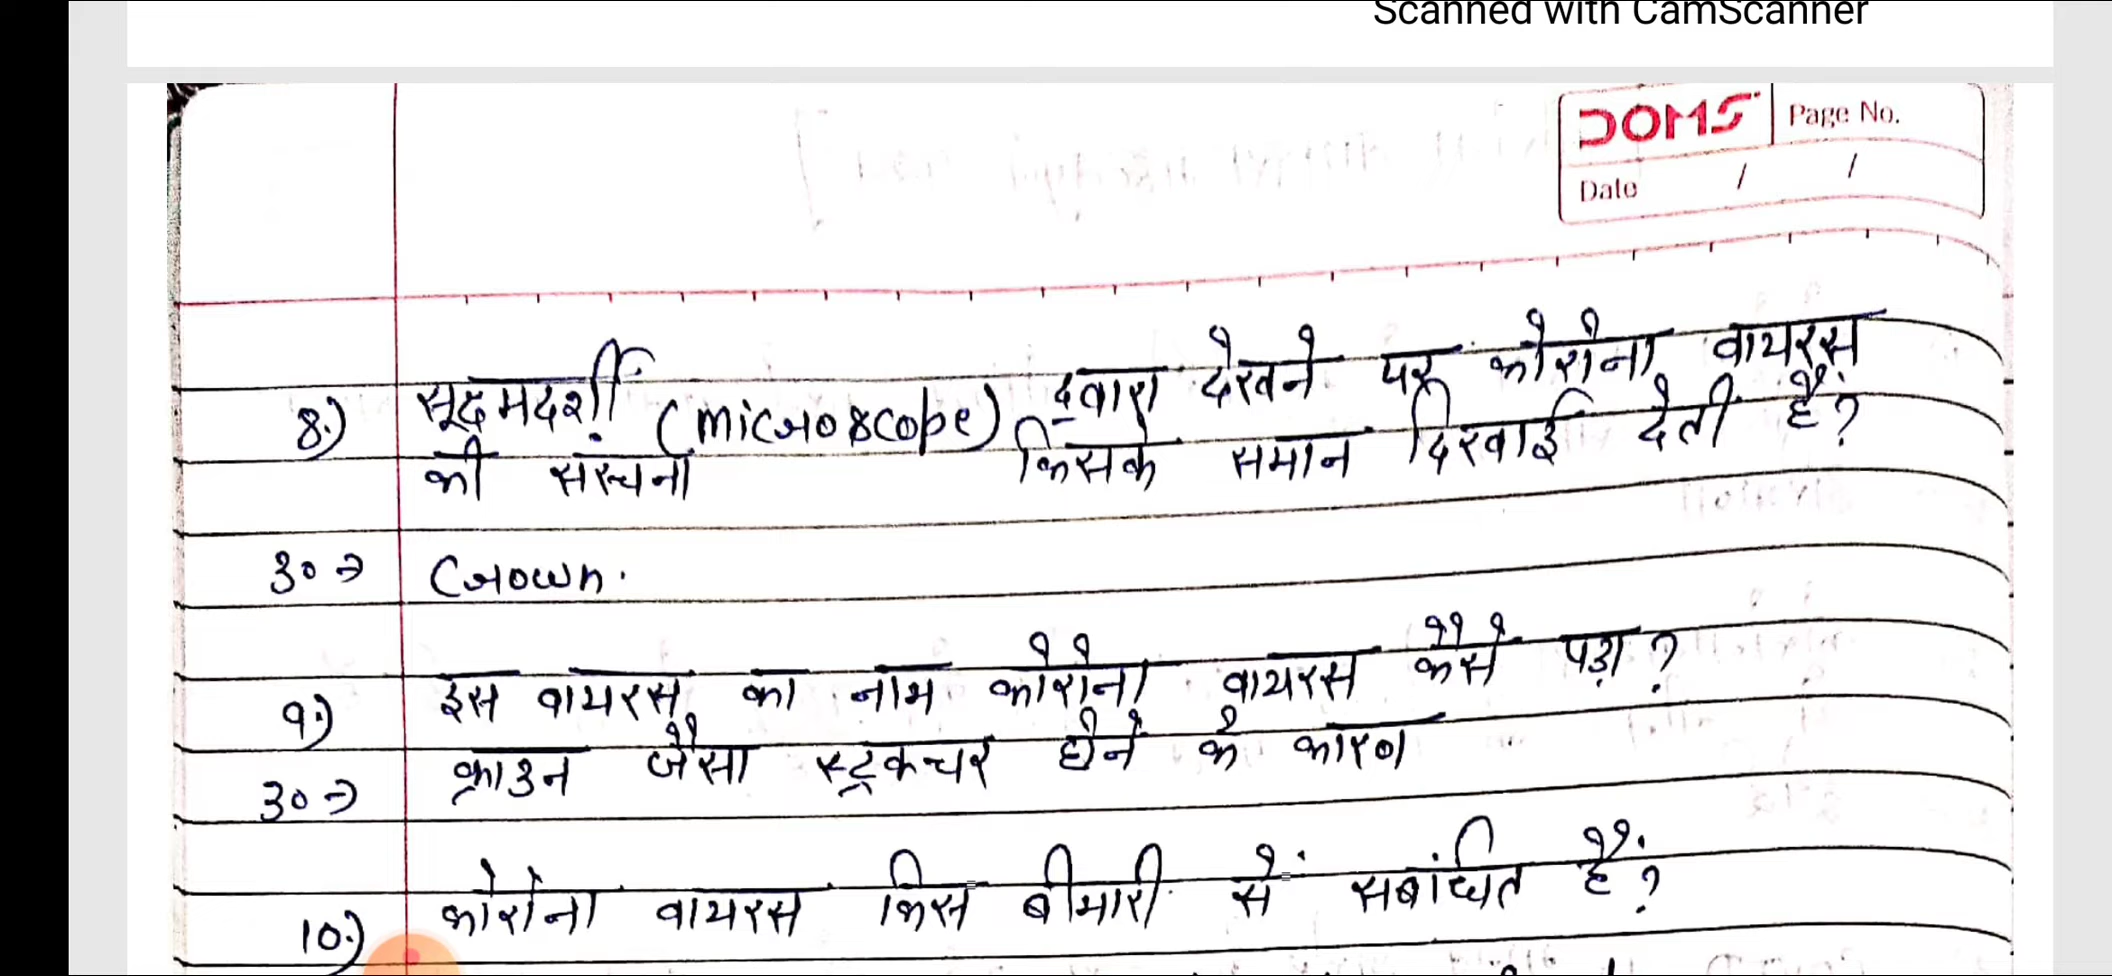 Scanned with CamScanner
DOMS Page No.
Date / /
8.) सूक्ष्मदर्शी (microscope) द्वारा देखने पर कोरोना वायरस
की संरचना किसके समान दिखाई देती है?
उ० → Crown.
9.) इस वायरस का नाम कोरोना वायरस कैसे पड़ा?
उ० → क्राउन जैसा स्ट्रक्चर होने के कारण
10.) कोरोना वायरस किस बीमारी से संबंधित है?